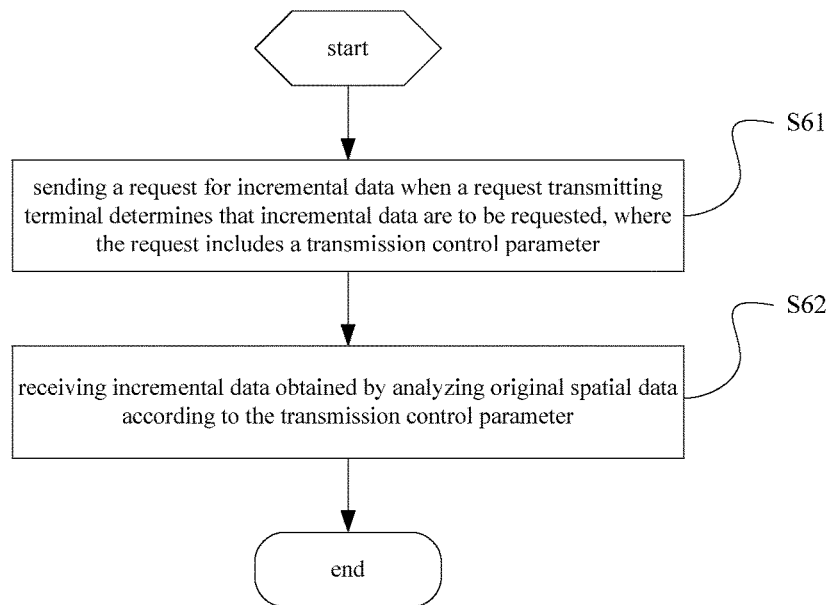 start
S61
sending a request for incremental data when a request transmitting
terminal determines that incremental data are to be requested, where
the request includes a transmission control parameter
S62
receiving incremental data obtained by analyzing original spatial data
according to the transmission control parameter
end